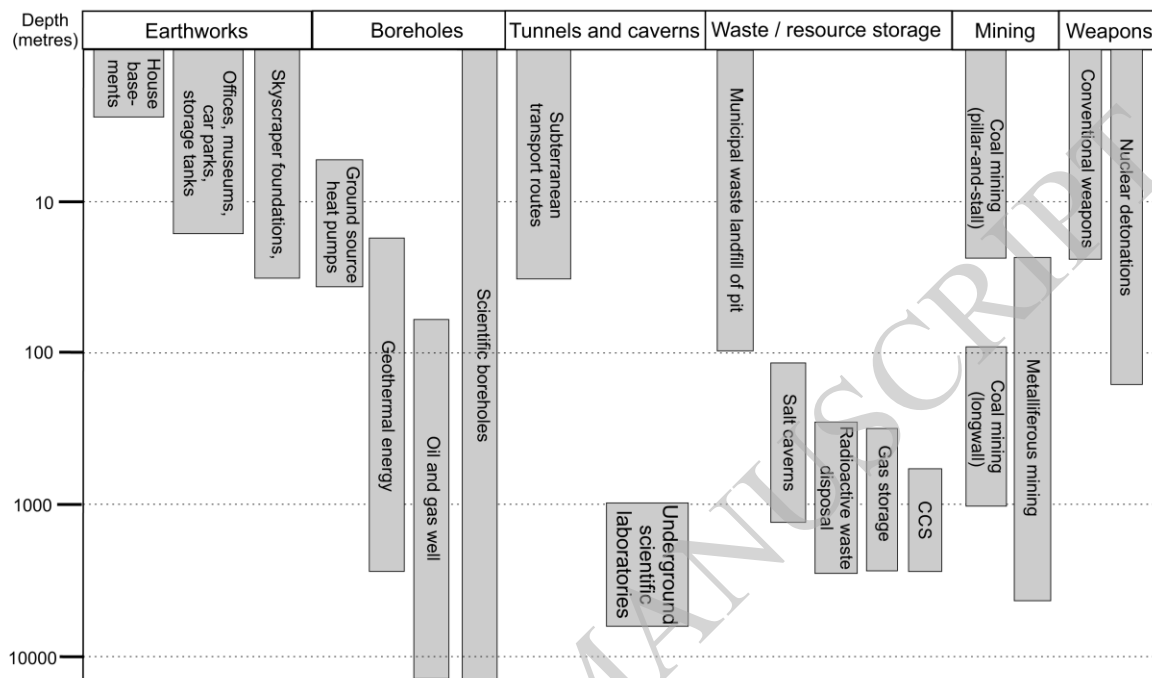 Depth
(metres)
Earthworks
Boreholes
Tunnels and caverns
Waste / resource storage
Mining
Weapons
10
100
1000
10000
House
base-
ments
Offices, museums,
car parks,
storage tanks
Skyscraper foundations,
Ground source
heat pumps
Geothermal energy
Oil and gas well
Scientific boreholes
Subterranean
transport routes
Underground
scientific
laboratories
Municipal waste landfill of pit
Salt caverns
Radioactive waste
disposal
Gas storage
CCS
Coal mining
(pillar-and-stall)
Coal mining
(longwall)
Metalliferous mining
Conventional weapons
Nuclear detonations
MANUSCRIPT